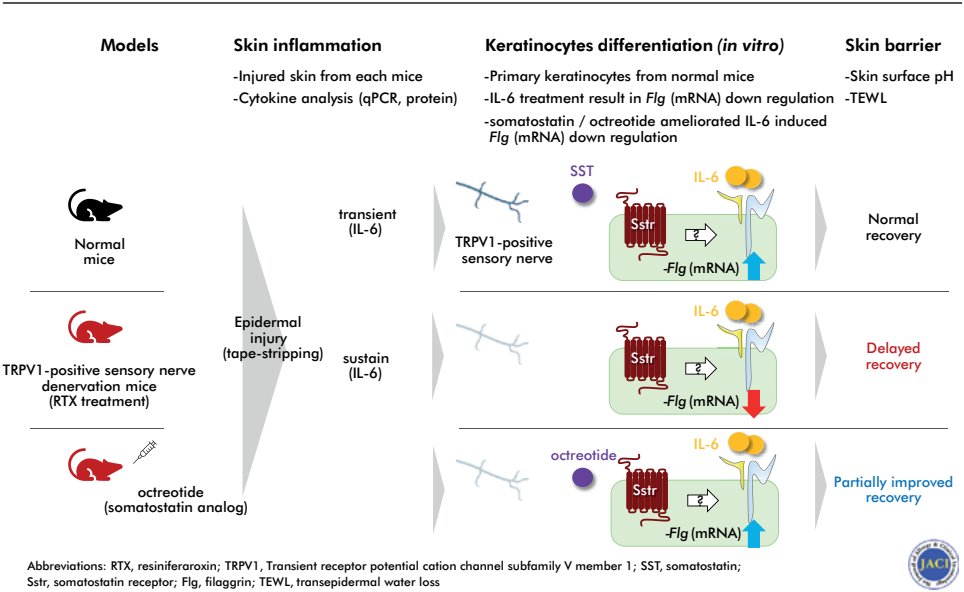 Models
Skin inflammation
-Injured skin from each mice
-Cytokine analysis (qPCR, protein)
Keratinocytes differentiation (in vitro)
-Primary keratinocytes from normal mice
-IL-6 treatment result in Flg (mRNA) down regulation
-somatostatin / octreotide ameliorated IL-6 induced
Flg (mRNA) down regulation
Skin barrier
-Skin surface pH
-TEWL
Normal
mice
transient
(IL-6)
TRPV1-positive
sensory nerve
SST
IL-6
Sstr
?
-Flg (mRNA)
Normal
recovery
TRPV1-positive sensory nerve
denervation mice
(RTX treatment)
Epidermal
injury
(tape-stripping)
sustain
(IL-6)
IL-6
Sstr
?
-Flg (mRNA)
Delayed
recovery
octreotide
(somatostatin analog)
octreotide
IL-6
Sstr
?
-Flg (mRNA)
Partially improved
recovery
Abbreviations: RTX, resiniferaroxin; TRPV1, Transient receptor potential cation channel subfamily V member 1; SST, somatostatin;
Sstr, somatostatin receptor; Flg, filaggrin; TEWL, transepidermal water loss
JACI